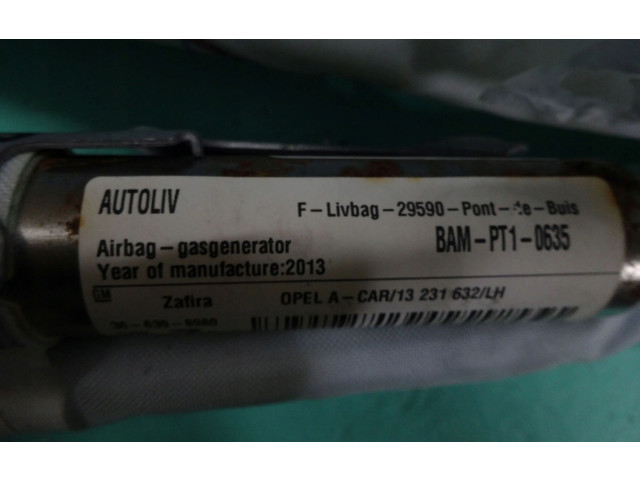 AUTOLIV
F-Livbag-29590-Pont-de-Buis
Airbag-gasgenerator
BAM-PT1-0635
Year of manufacture:2013
GM Zafira OPEL A-CAR/13 231 632/LH